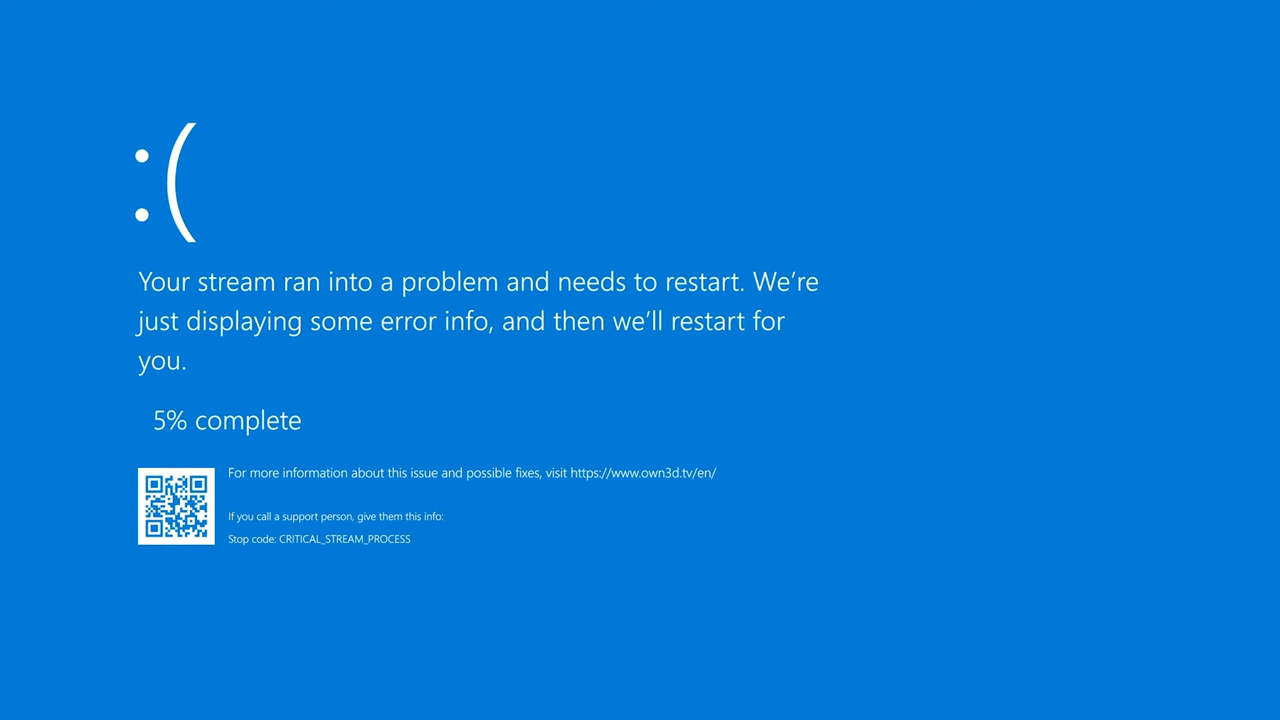 :(
Your stream ran into a problem and needs to restart. We’re
just displaying some error info, and then we’ll restart for
you.
5% complete
For more information about this issue and possible fixes, visit https://www.own3d.tv/en/
If you call a support person, give them this info:
Stop code: CRITICAL_STREAM_PROCESS